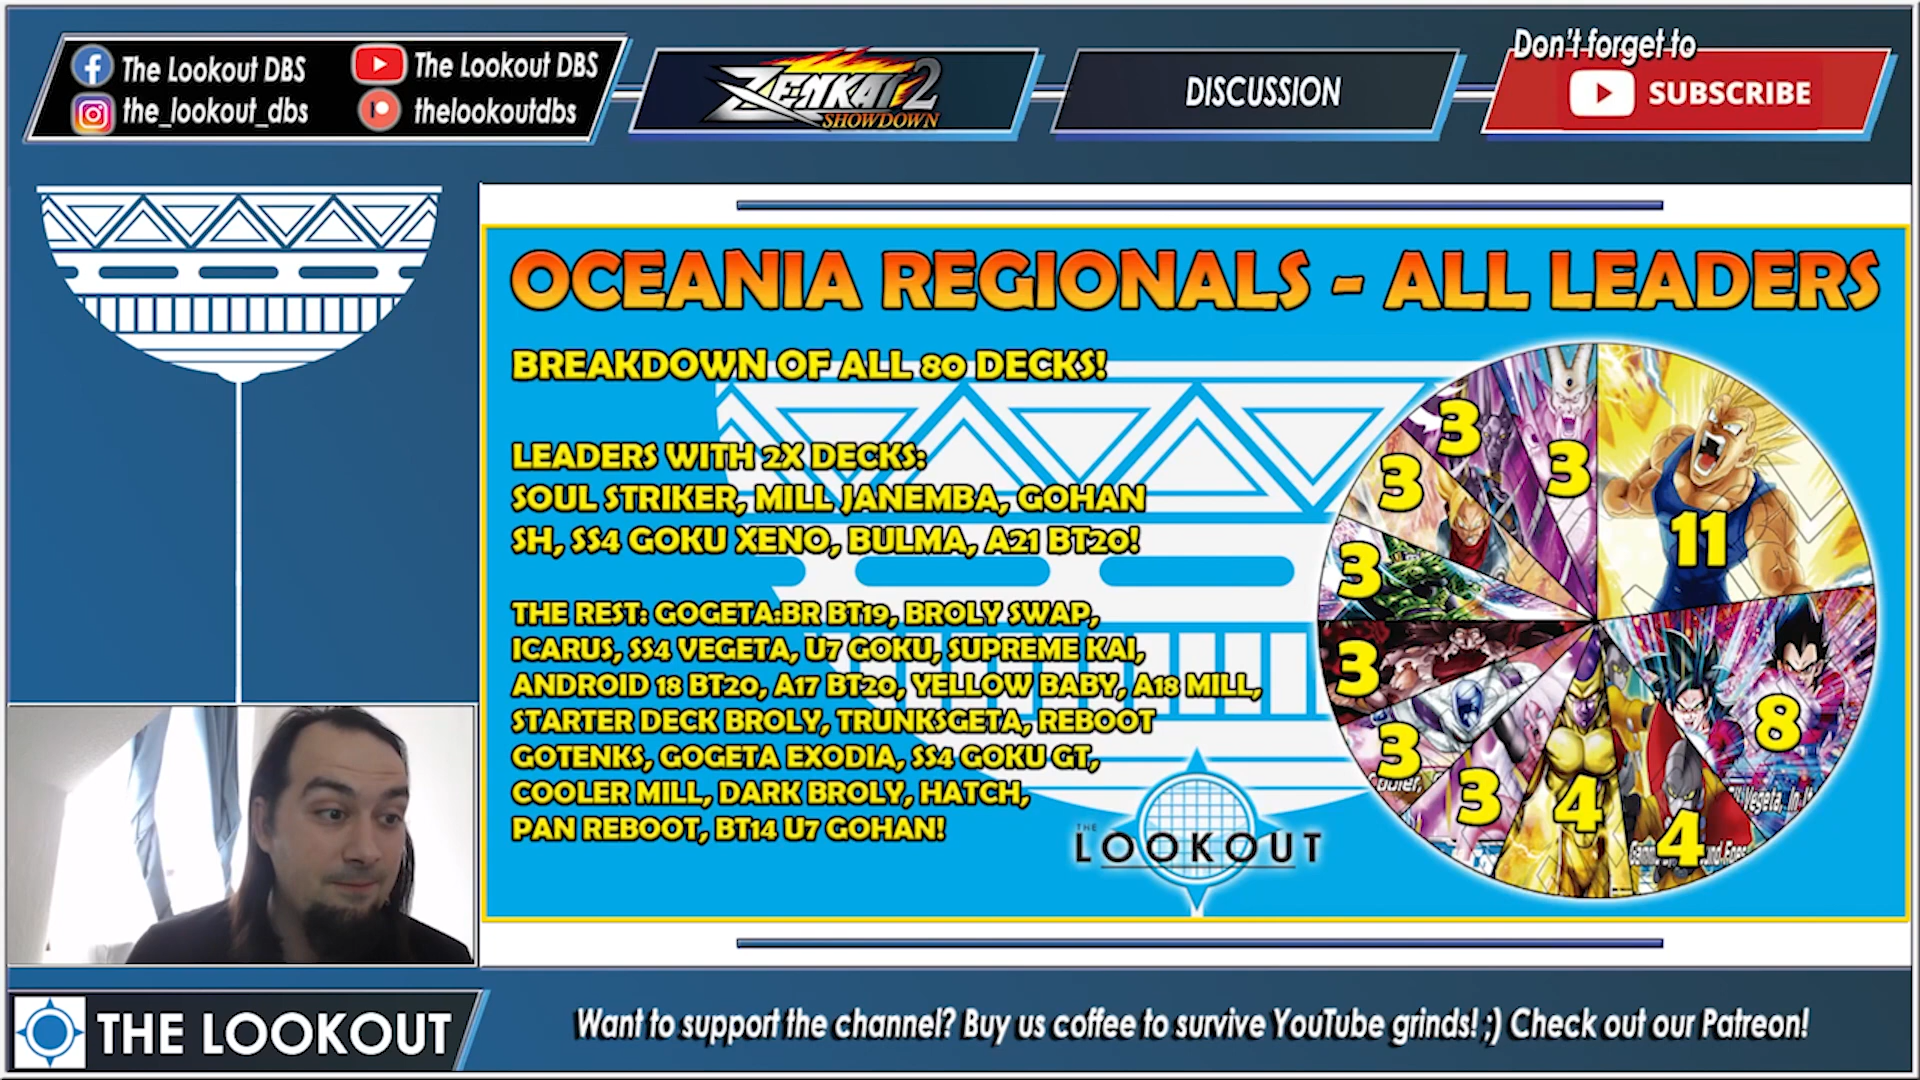 The Lookout DBS
The Lookout DBS
the_lookout_dbs
thelookoutdbs
ZENKAI 2
SHOWDOWN
DISCUSSION
Don't forget to
SUBSCRIBE
OCEANIA REGIONALS - ALL LEADERS
BREAKDOWN OF ALL 80 DECKS!
LEADERS WITH 2X DECKS:
SOUL STRIKER, MILL JANEMBA, GOHAN
SH, SS4 GOKU XENO, BULMA, A21 BT20!
THE REST: GOGETA:BR BT19, BROLY SWAP,
ICARUS, SS4 VEGETA, U7 GOKU, SUPREME KAI,
ANDROID 18 BT20, A17 BT20, YELLOW BABY, A18 MILL,
STARTER DECK BROLY, TRUNKSGETA, REBOOT
GOTENKS, GOGETA EXODIA, SS4 GOKU GT,
COOLER MILL, DARK BROLY, HATCH,
PAN REBOOT, BT14 U7 GOHAN!
3
3
3
11
3
3
3
8
3
4
4
Cooler,
Vegeta, In
THE
LOOKOUT
THE LOOKOUT
Want to support the channel? Buy us coffee to survive YouTube grinds! ;) Check out our Patreon!